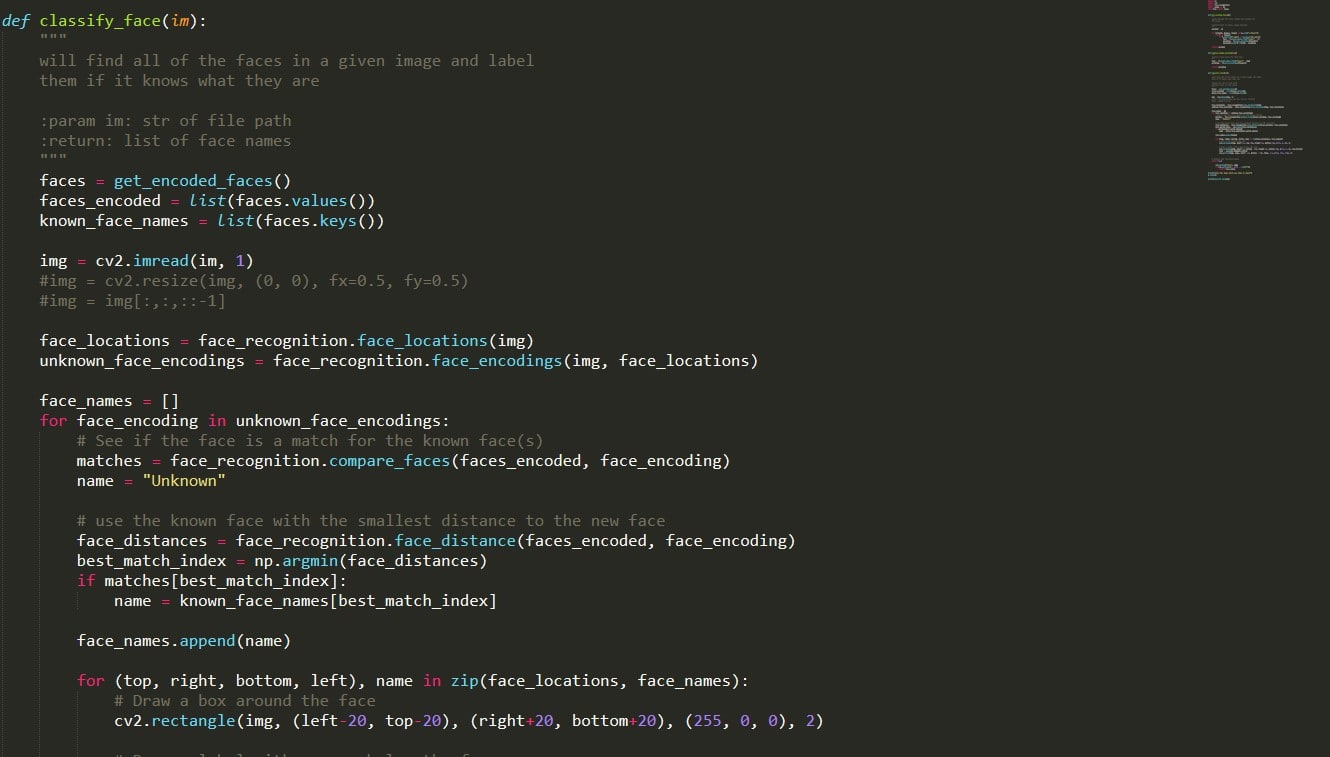 def classify_face(im):
    """
    will find all of the faces in a given image and label
    them if it knows what they are

    :param im: str of file path
    :return: list of face names
    """
    faces = get_encoded_faces()
    faces_encoded = list(faces.values())
    known_face_names = list(faces.keys())

    img = cv2.imread(im, 1)
    #img = cv2.resize(img, (0, 0), fx=0.5, fy=0.5)
    #img = img[:,:,::-1]

    face_locations = face_recognition.face_locations(img)
    unknown_face_encodings = face_recognition.face_encodings(img, face_locations)

    face_names = []
    for face_encoding in unknown_face_encodings:
        # See if the face is a match for the known face(s)
        matches = face_recognition.compare_faces(faces_encoded, face_encoding)
        name = "Unknown"

        # use the known face with the smallest distance to the new face
        face_distances = face_recognition.face_distance(faces_encoded, face_encoding)
        best_match_index = np.argmin(face_distances)
        if matches[best_match_index]:
            name = known_face_names[best_match_index]

        face_names.append(name)

        for (top, right, bottom, left), name in zip(face_locations, face_names):
            # Draw a box around the face
            cv2.rectangle(img, (left-20, top-20), (right+20, bottom+20), (255, 0, 0), 2)